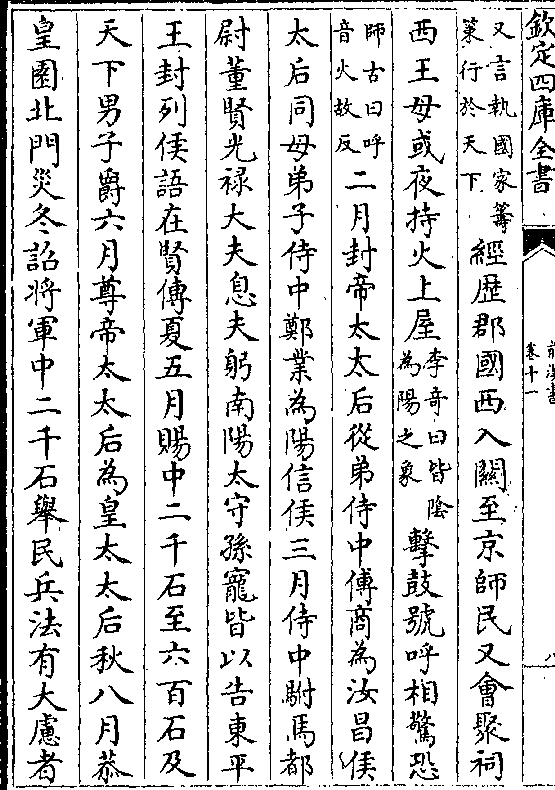 欽定四庫全書
卷十一
又言執國家籌
策行於天下
經歴郡國西入關至京師民又會聚祠
西王母或夜持火上屋
李竒曰皆隂
為陽之象
擊鼓號呼相驚恐
師古曰呼
音火故反
二月封帝太太后從弟侍中傅商為汝昌侯
太后同母弟子侍中鄭業為陽信侯三月侍中駙馬都
尉董賢光禄大夫息夫躬南陽太守孫寵皆以告東平
王封列侯語在賢傳夏五月賜中二千石至六百石及
天下男子爵六月尊帝太太后為皇太太后秋八月恭
皇園北門災冬詔將軍中二千石舉民兵法有大慮者